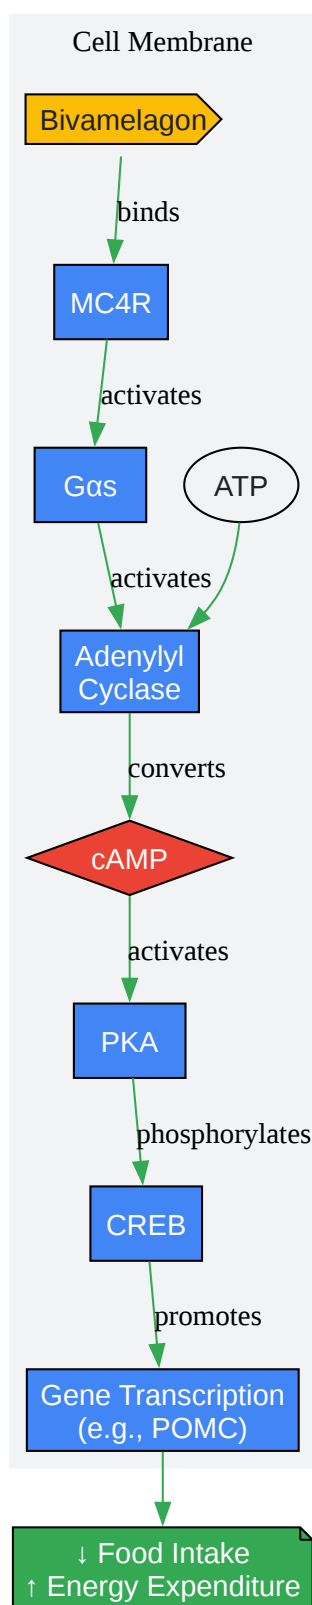 Cell Membrane
Bivamelagon
binds
MC4R
activates
Gαs
ATP
activates
Adenylyl
Cyclase
converts
cAMP
activates
PKA
phosphorylates
CREB
promotes
Gene Transcription
(e.g., POMC)
↓ Food Intake
↑ Energy Expenditure